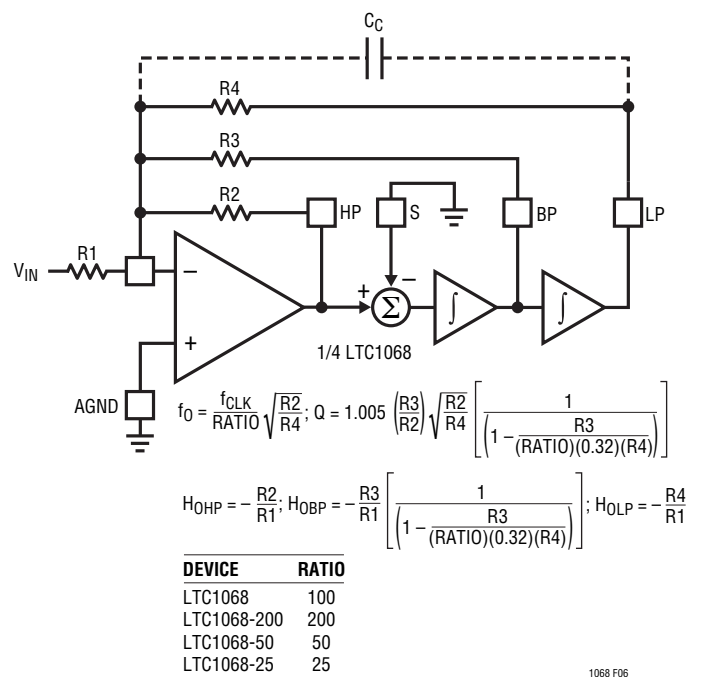 C_C
R4
R3
R2
HP
S
BP
LP
R1
V_IN
−
+
−
+
Σ
∫
∫
1/4 LTC1068
AGND
f_O = f_CLK/RATIO √(R2/R4); Q = 1.005 (R3/R2) √(R2/R4) [1/(1 − R3/((RATIO)(0.32)(R4)))]
H_OHP = − R2/R1; H_OBP = − R3/R1 [1/(1 − R3/((RATIO)(0.32)(R4)))]; H_OLP = − R4/R1
DEVICE RATIO
LTC1068 100
LTC1068-200 200
LTC1068-50 50
LTC1068-25 25
1068 F06